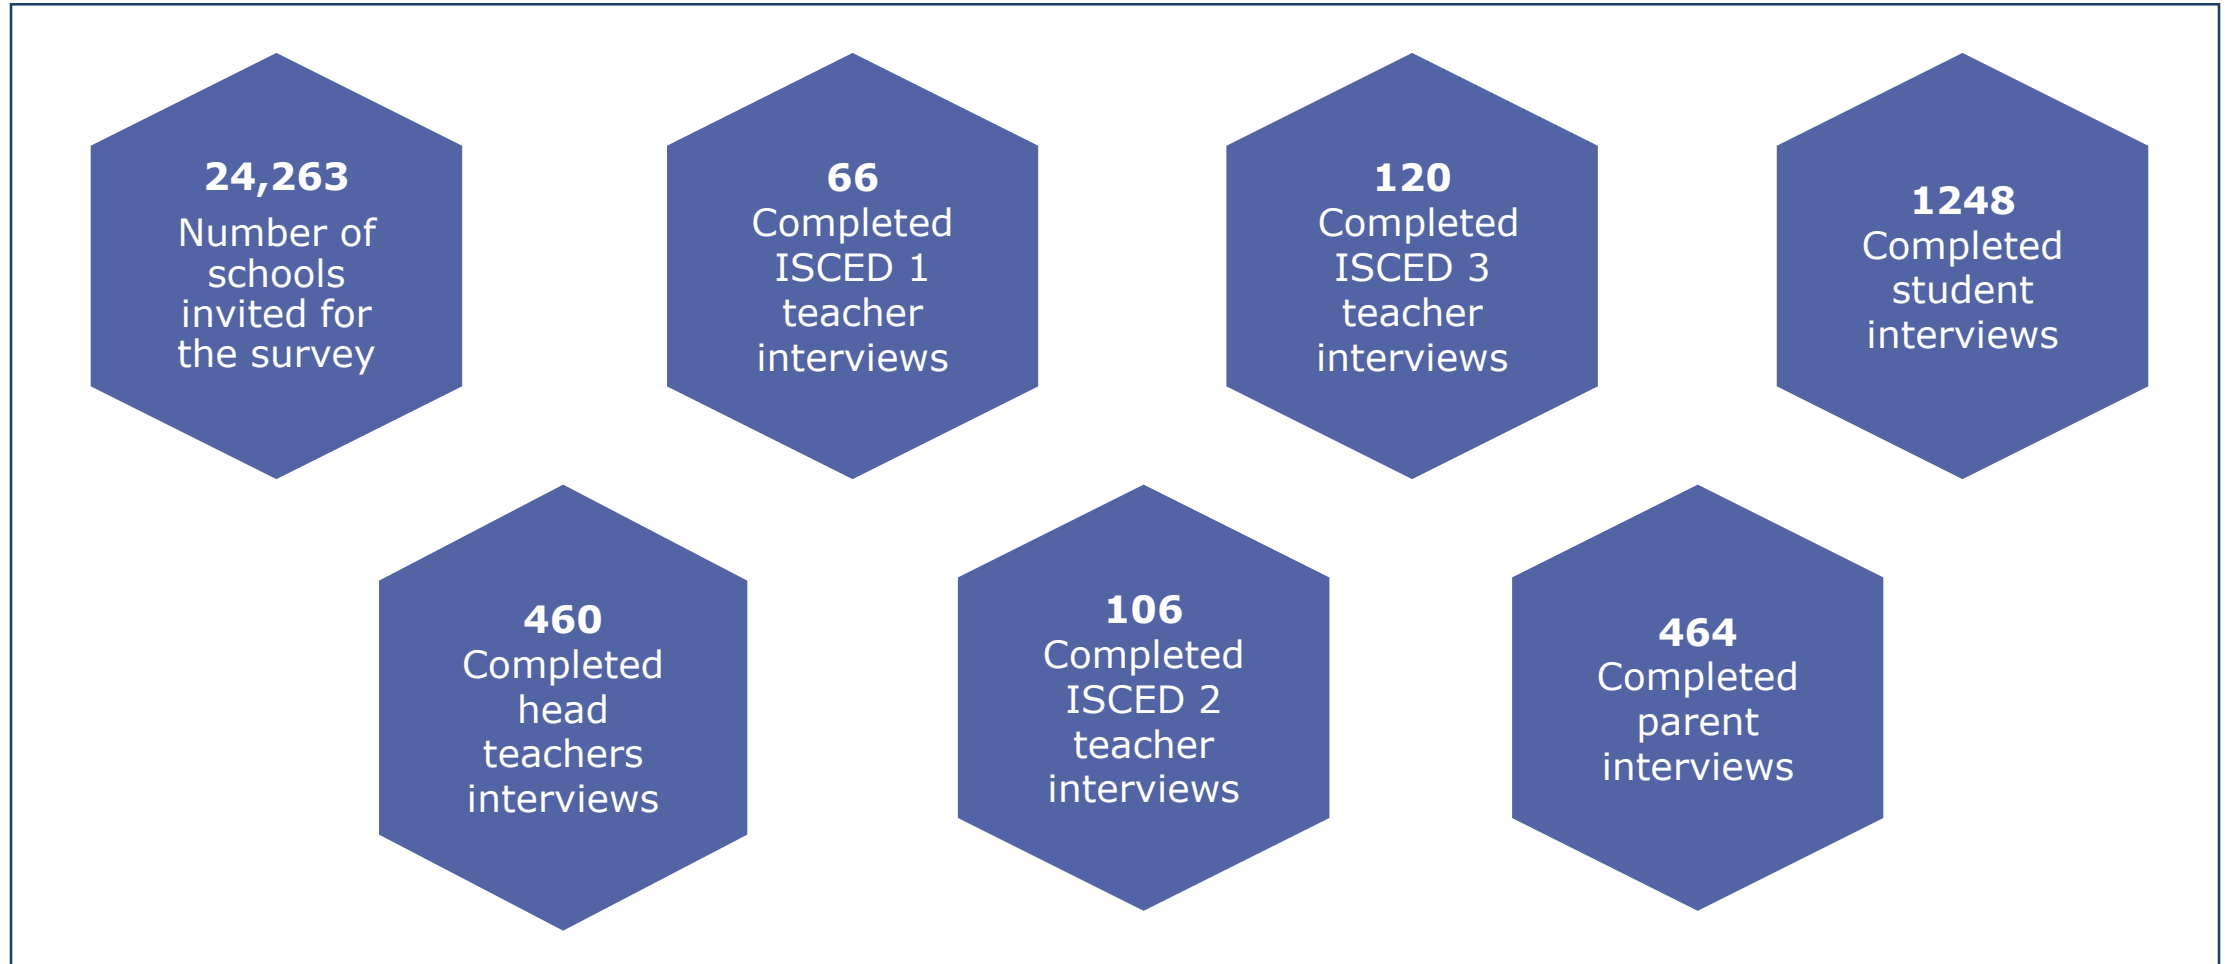 24,263
Number of
schools
invited for
the survey
66
Completed
ISCED 1
teacher
interviews
120
Completed
ISCED 3
teacher
interviews
1248
Completed
student
interviews
460
Completed
head
teachers
interviews
106
Completed
ISCED 2
teacher
interviews
464
Completed
parent
interviews